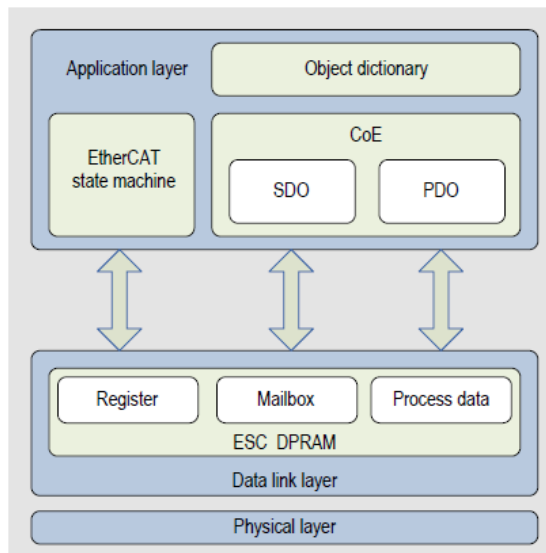 Application layer
Object dictionary
EtherCAT
state machine
CoE
SDO
PDO
Register
Mailbox
Process data
ESC DPRAM
Data link layer
Physical layer